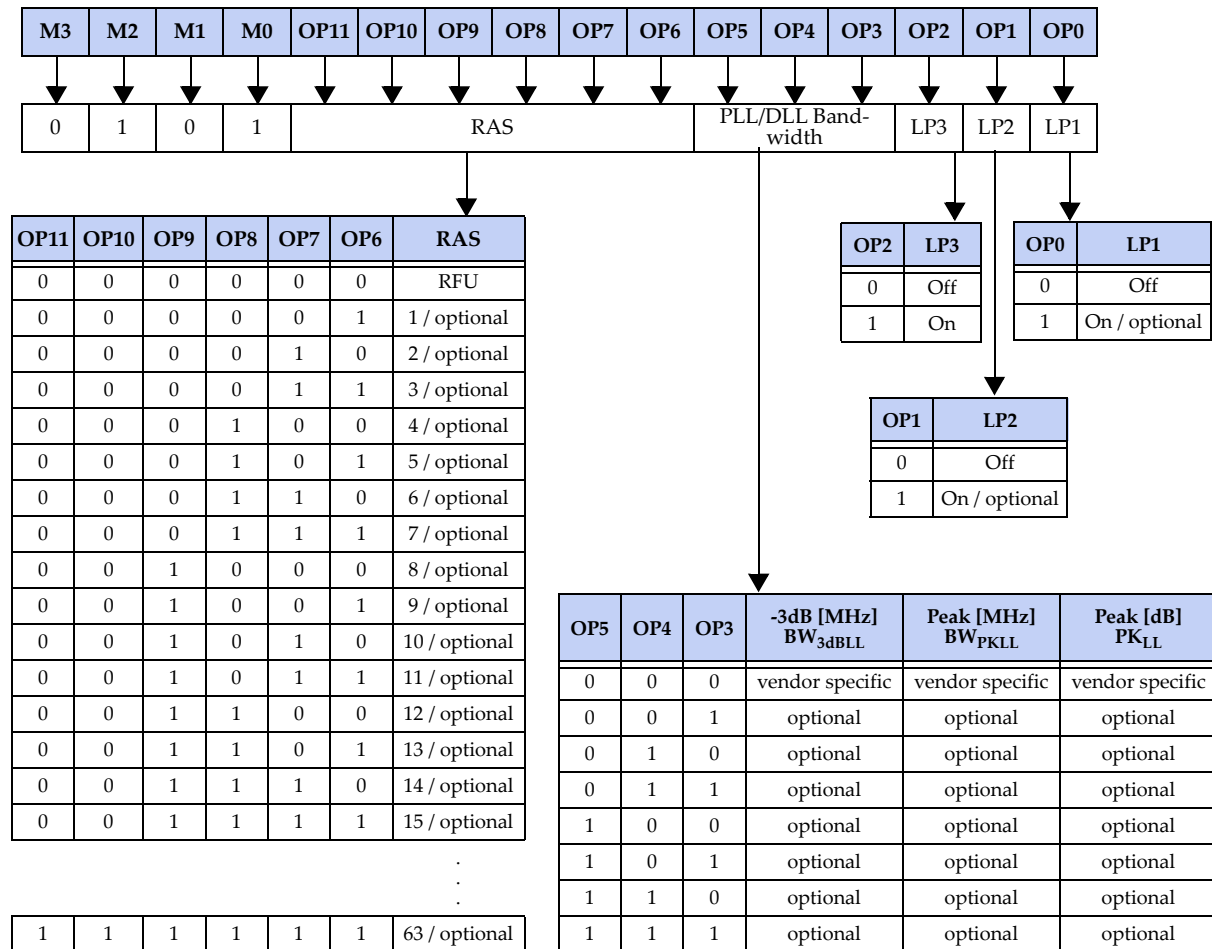 M3 M2 M1 M0 OP11 OP10 OP9 OP8 OP7 OP6 OP5 OP4 OP3 OP2 OP1 OP0
0 1 0 1 RAS PLL/DLL Band-
width LP3 LP2 LP1
OP11 OP10 OP9 OP8 OP7 OP6 RAS
0 0 0 0 0 0 RFU
0 0 0 0 0 1 1 / optional
0 0 0 0 1 0 2 / optional
0 0 0 0 1 1 3 / optional
0 0 0 1 0 0 4 / optional
0 0 0 1 0 1 5 / optional
0 0 0 1 1 0 6 / optional
0 0 0 1 1 1 7 / optional
0 0 1 0 0 0 8 / optional
0 0 1 0 0 1 9 / optional
0 0 1 0 1 0 10 / optional
0 0 1 0 1 1 11 / optional
0 0 1 1 0 0 12 / optional
0 0 1 1 0 1 13 / optional
0 0 1 1 1 0 14 / optional
0 0 1 1 1 1 15 / optional
.
.
.
1 1 1 1 1 1 63 / optional
OP2 LP3
0 Off
1 On
OP0 LP1
0 Off
1 On / optional
OP1 LP2
0 Off
1 On / optional
OP5 OP4 OP3 -3dB [MHz] Peak [MHz] Peak [dB]
BW3dBLL BWPKLL PKLL
0 0 0 vendor specific vendor specific vendor specific
0 0 1 optional optional optional
0 1 0 optional optional optional
0 1 1 optional optional optional
1 0 0 optional optional optional
1 0 1 optional optional optional
1 1 0 optional optional optional
1 1 1 optional optional optional